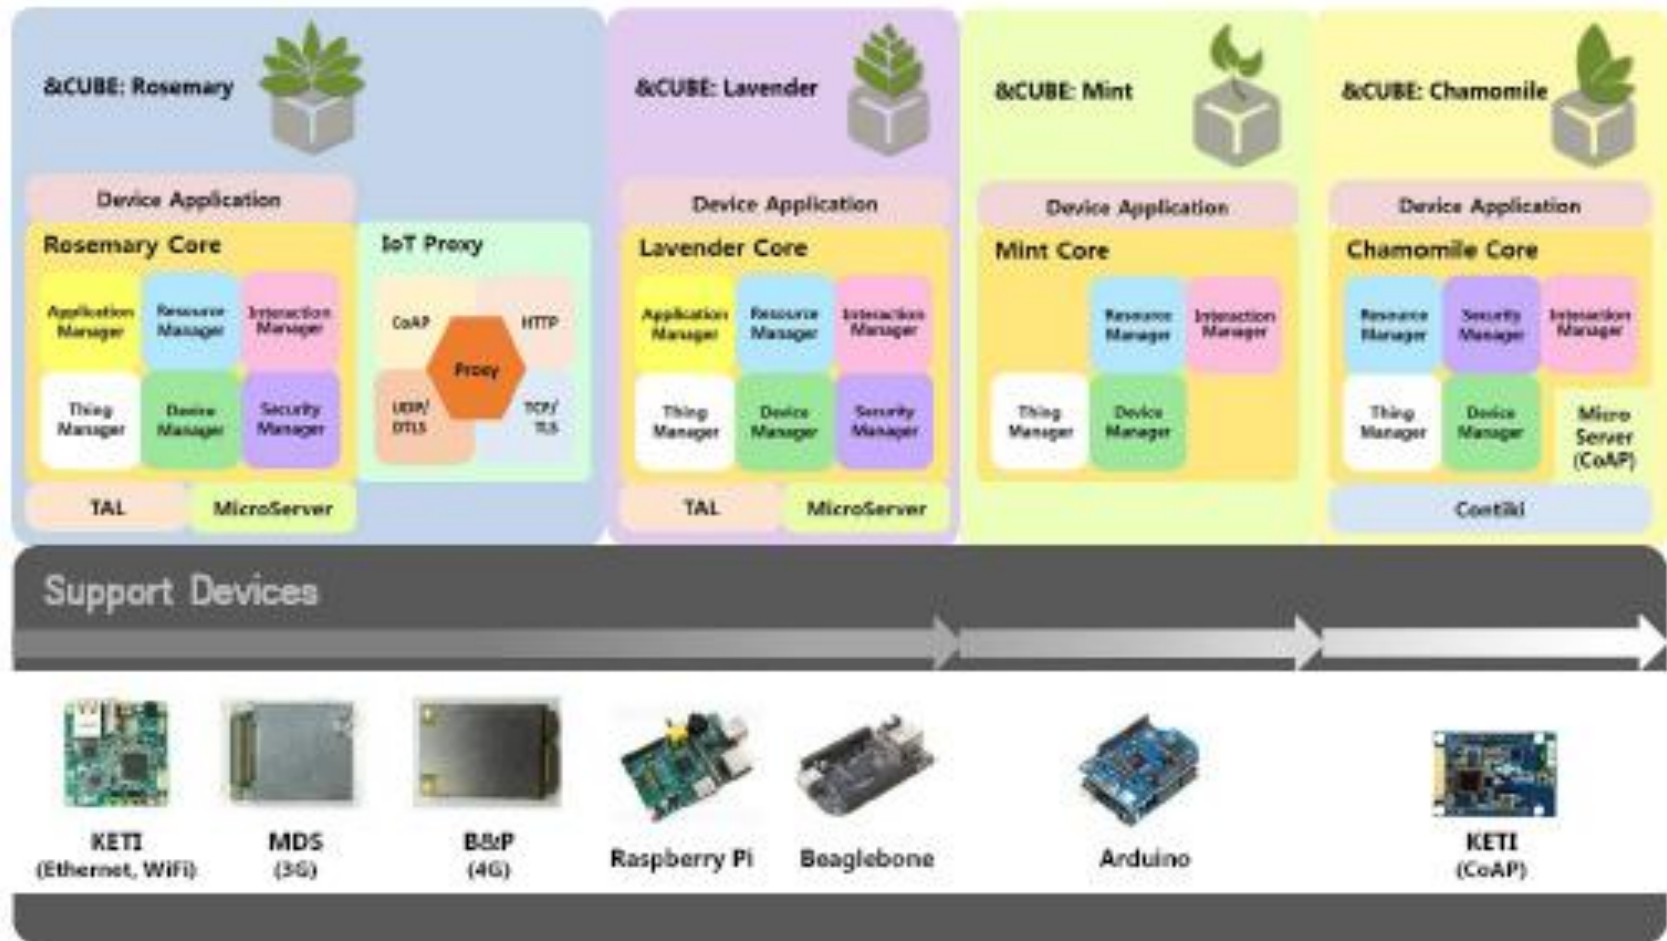 &CUBE: Rosemary
Device Application
Rosemary Core
Application
Manager
Resource
Manager
Interaction
Manager
Thing
Manager
Device
Manager
Security
Manager
TAL
MicroServer
IoT Proxy
CoAP
HTTP
Proxy
UDP/
DTLS
TCP/
TLS
&CUBE: Lavender
Device Application
Lavender Core
Application
Manager
Resource
Manager
Interaction
Manager
Thing
Manager
Device
Manager
Security
Manager
TAL
MicroServer
&CUBE: Mint
Device Application
Mint Core
Resource
Manager
Interaction
Manager
Thing
Manager
Device
Manager
&CUBE: Chamomile
Device Application
Chamomile Core
Resource
Manager
Security
Manager
Interaction
Manager
Thing
Manager
Device
Manager
Micro
Server
(CoAP)
Contiki
Support Devices
KETI
(Ethernet, WiFi)
MDS
(3G)
B&P
(4G)
Raspberry Pi
Beaglebone
Arduino
KETI
(CoAP)